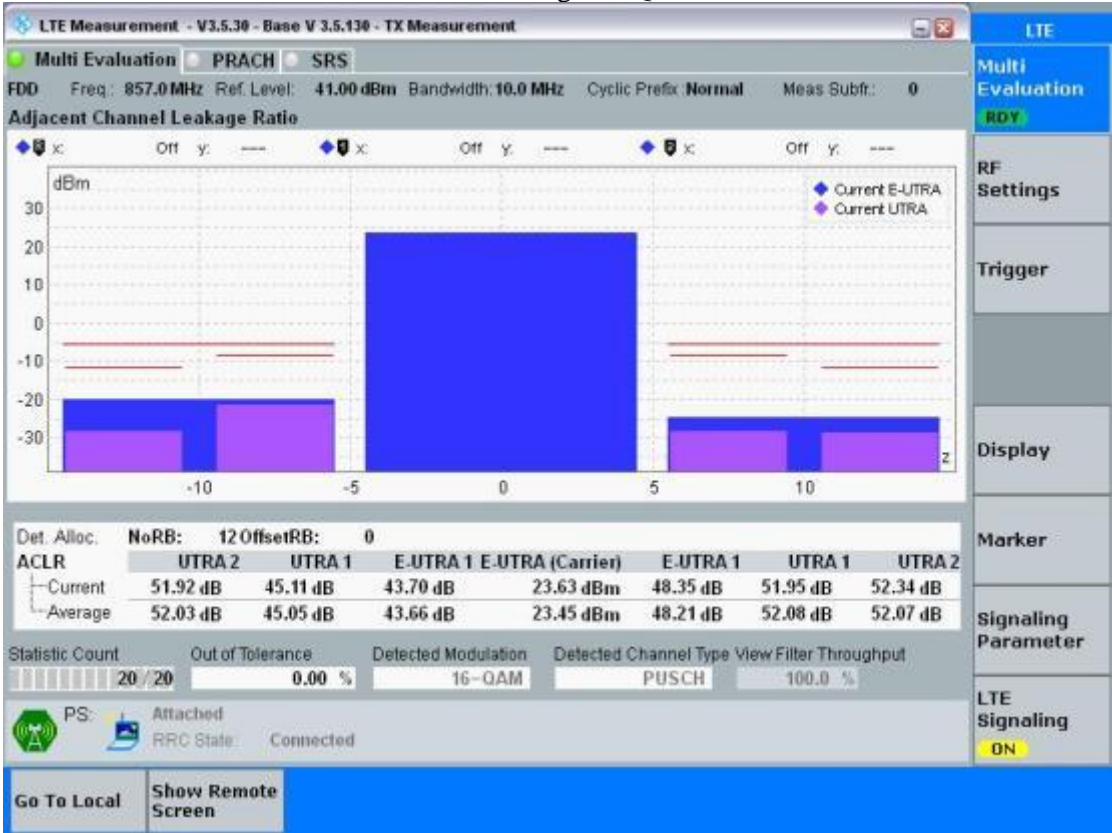 LTE Measurement - V3.5.30 - Base V 3.5.130 - TX Measurement
LTE
Multi Evaluation PRACH SRS
Multi Evaluation
RDY
FDD Freq.: 857.0 MHz Ref. Level: 41.00 dBm Bandwidth: 10.0 MHz Cyclic Prefix: Normal Meas Subfr.: 0
Adjacent Channel Leakage Ratio
x: Off y: --- x: Off y: --- x: Off y: ---
dBm
Current E-UTRA
Current UTRA
30
20
10
0
-10
-20
-30
z
-10 -5 0 5 10
RF Settings
Trigger
Display
Marker
Signaling Parameter
LTE Signaling
ON
Det. Alloc. NoRB: 12 OffsetRB: 0
ACLR UTRA 2 UTRA 1 E-UTRA 1 E-UTRA (Carrier) E-UTRA 1 UTRA 1 UTRA 2
Current 51.92 dB 45.11 dB 43.70 dB 23.63 dBm 48.35 dB 51.95 dB 52.34 dB
Average 52.03 dB 45.05 dB 43.66 dB 23.45 dBm 48.21 dB 52.08 dB 52.07 dB
Statistic Count Out of Tolerance Detected Modulation Detected Channel Type View Filter Throughput
20 / 20 0.00 % 16-QAM PUSCH 100.0 %
PS: Attached
RRC State: Connected
Go To Local Show Remote Screen